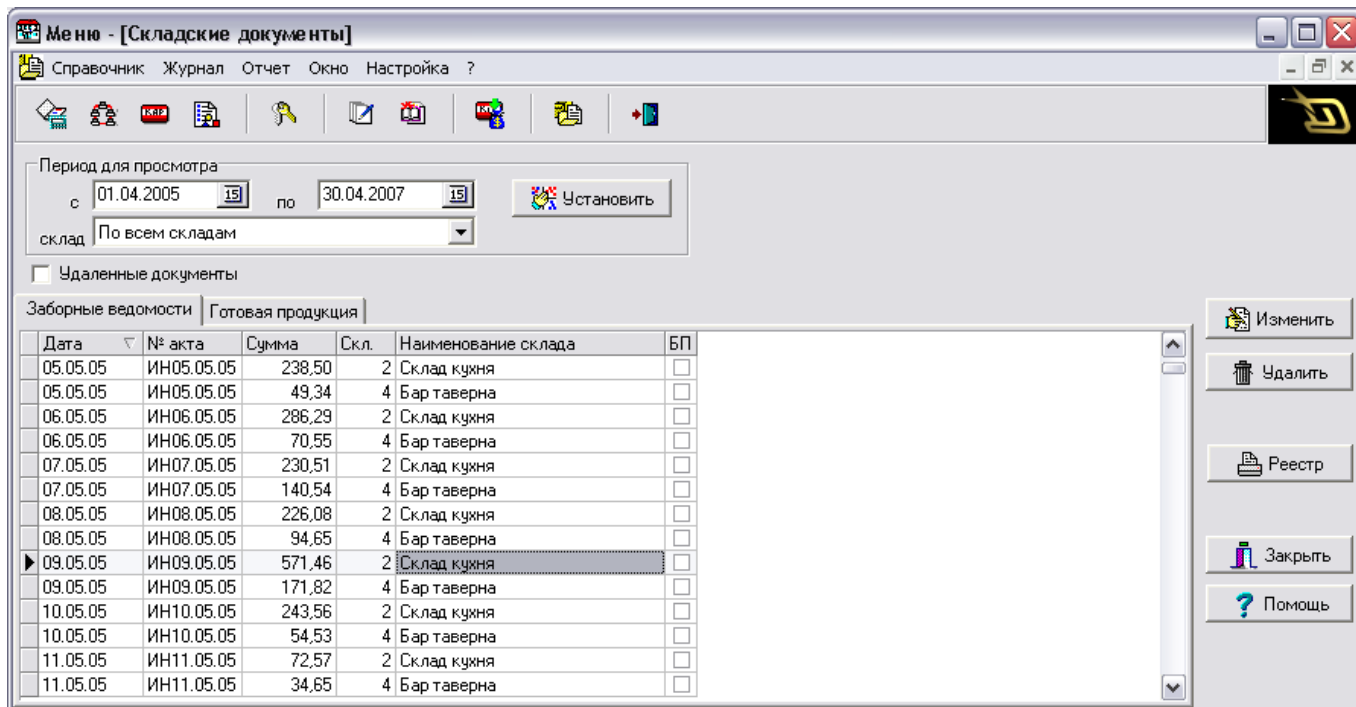 Меню - [Складские документы]
Справочник Журнал Отчет Окно Настройка ?
КАР
Период для просмотра
с 01.04.2005 15 по 30.04.2007 15 Установить
склад По всем складам
Удаленные документы
Заборные ведомости Готовая продукция
Изменить
Дата № акта Сумма Скл. Наименование склада БП
05.05.05 ИН05.05.05 238,50 2 Склад кухня
Удалить
05.05.05 ИН05.05.05 49,34 4 Бар таверна
06.05.05 ИН06.05.05 286,29 2 Склад кухня
06.05.05 ИН06.05.05 70,55 4 Бар таверна
07.05.05 ИН07.05.05 230,51 2 Склад кухня
Реестр
07.05.05 ИН07.05.05 140,54 4 Бар таверна
08.05.05 ИН08.05.05 226,08 2 Склад кухня
08.05.05 ИН08.05.05 94,65 4 Бар таверна
09.05.05 ИН09.05.05 571,46 2 Склад кухня
Закрыть
09.05.05 ИН09.05.05 171,82 4 Бар таверна
10.05.05 ИН10.05.05 243,56 2 Склад кухня
Помощь
10.05.05 ИН10.05.05 54,53 4 Бар таверна
11.05.05 ИН11.05.05 72,57 2 Склад кухня
11.05.05 ИН11.05.05 34,65 4 Бар таверна